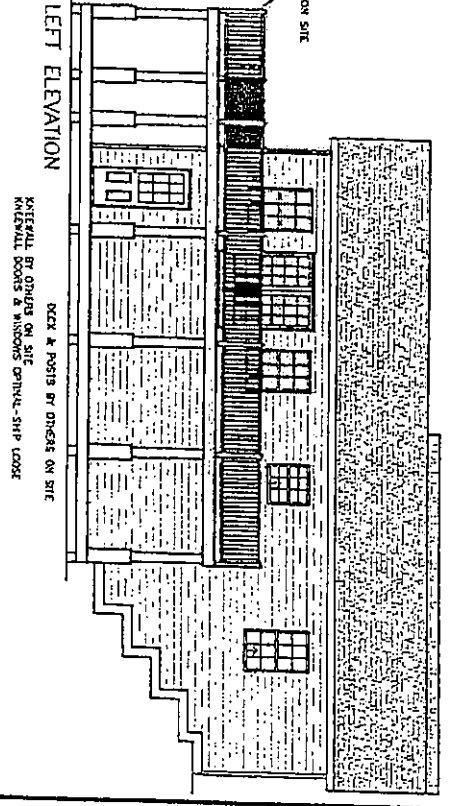 ON SITE
LEFT ELEVATION
DECK & POSTS BY OTHERS ON SITE
KNEEWALL BY OTHERS ON SITE
KNEEWALL DOORS & WINDOWS OPTINAL-SHIP LOOSE